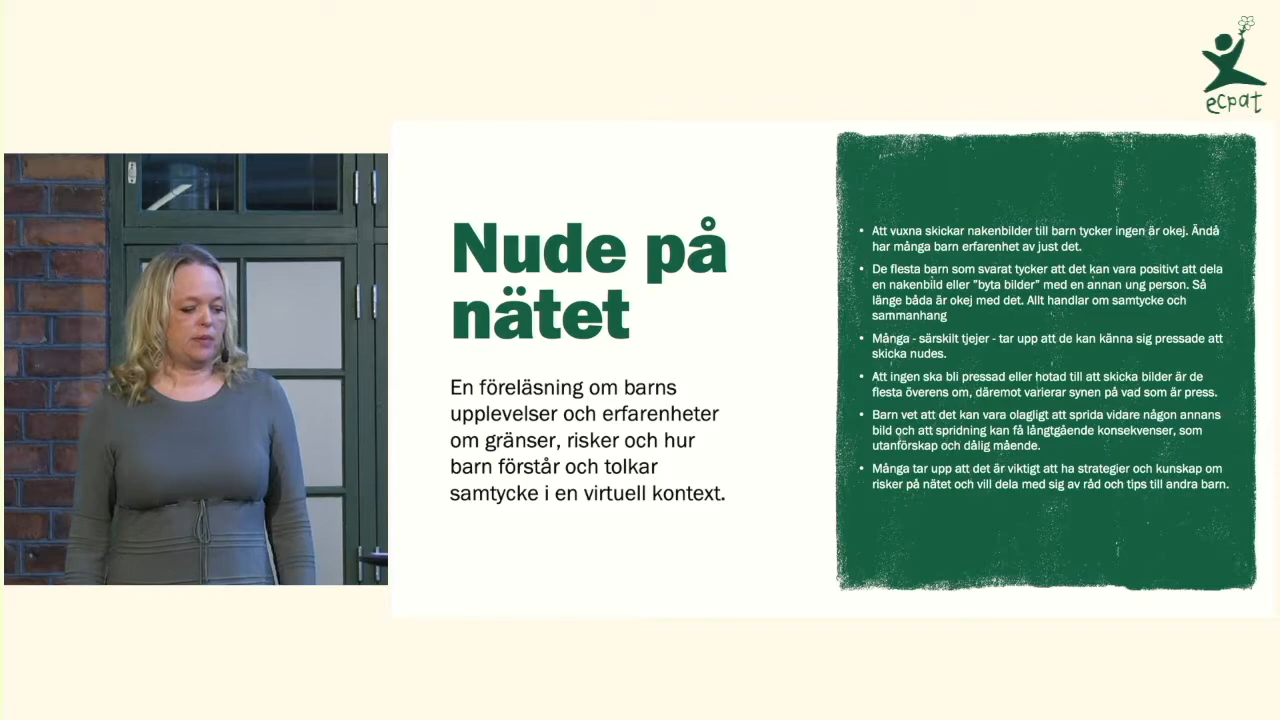 ecpat
Nude på
nätet
En föreläsning om barns
upplevelser och erfarenheter
om gränser, risker och hur
barn förstår och tolkar
samtycke i en virtuell kontext.
• Att vuxna skickar nakenbilder till barn tycker ingen är okej. Ändå
har många barn erfarenhet av just det.
• De flesta barn som svarat tycker att det kan vara positivt att dela
en nakenbild eller ”byta bilder” med en annan ung person. Så
länge båda är okej med det. Allt handlar om samtycke och
sammanhang
• Många - särskilt tjejer - tar upp att de kan känna sig pressade att
skicka nudes.
• Att ingen ska bli pressad eller hotad till att skicka bilder är de
flesta överens om, däremot varierar synen på vad som är press.
• Barn vet att det kan vara olagligt att sprida vidare någon annans
bild och att spridning kan få långtgående konsekvenser, som
utanförskap och dålig mående.
• Många tar upp att det är viktigt att ha strategier och kunskap om
risker på nätet och vill dela med sig av råd och tips till andra barn.